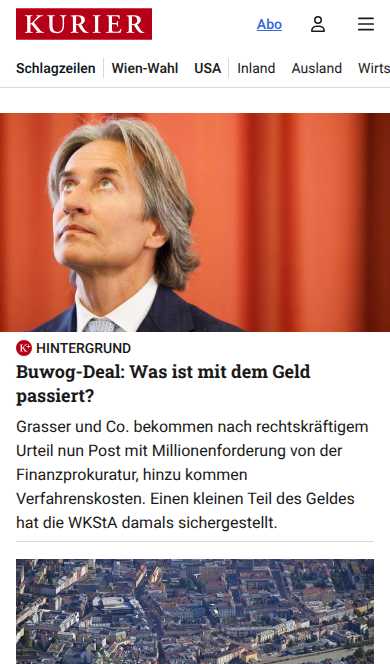 KURIER
Abo
Schlagzeilen Wien-Wahl USA Inland Ausland Wirts
K+ HINTERGRUND
Buwog-Deal: Was ist mit dem Geld
passiert?
Grasser und Co. bekommen nach rechtskräftigem
Urteil nun Post mit Millionenforderung von der
Finanzprokuratur, hinzu kommen
Verfahrenskosten. Einen kleinen Teil des Geldes
hat die WKStA damals sichergestellt.